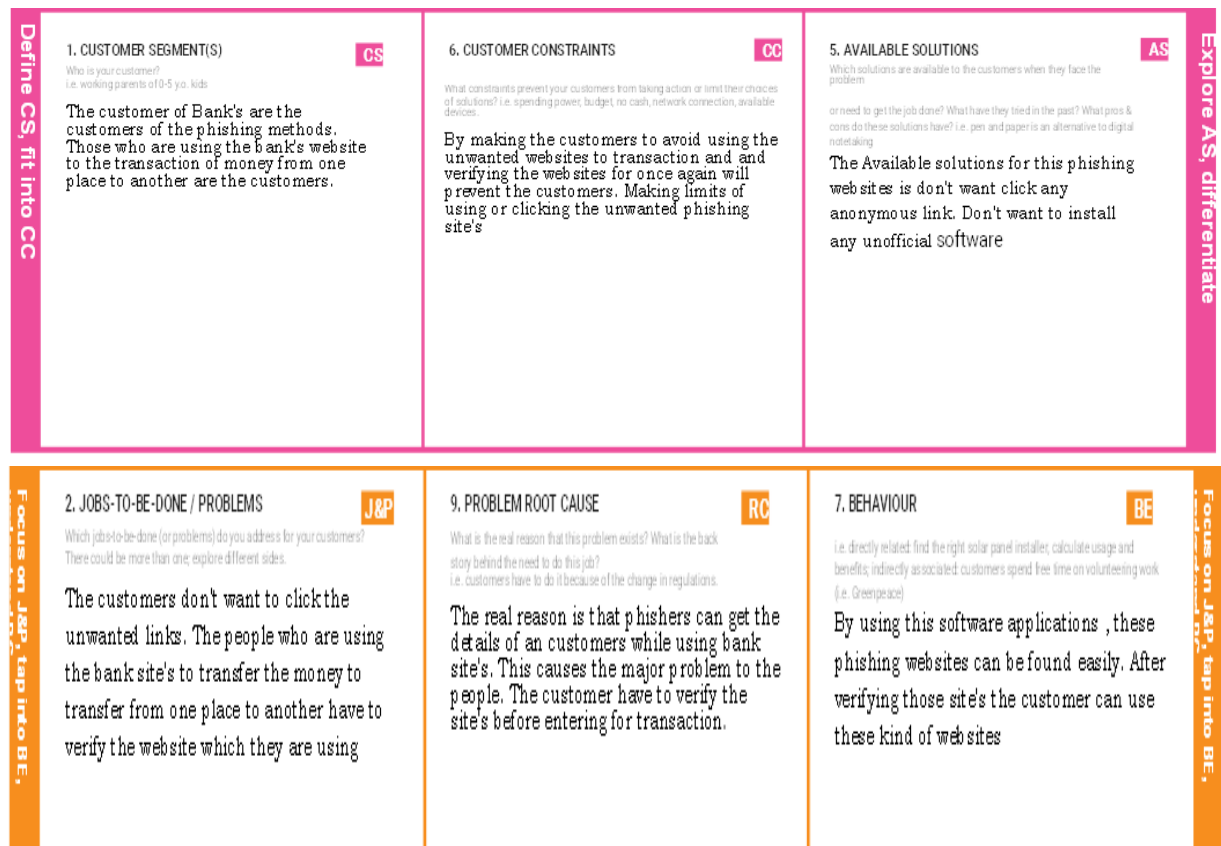 Define CS, fit into CC
1. CUSTOMER SEGMENT(S)
CS
Who is your customer?
i.e. working parents of 0-5 y.o. kids
The customer of Bank's are the
customers of the phishing methods.
Those who are using the bank's website
to the transaction of money from one
place to another are the customers.
6. CUSTOMER CONSTRAINTS
CC
What constraints prevent your customers from taking action or limit their choices
of solutions? i.e. spending power, budget, no cash, network connection, available
devices.
By making the customers to avoid using the
unwanted websites to transaction and and
verifying the websites for once again will
prevent the customers. Making limits of
using or clicking the unwanted phishing
site's
5. AVAILABLE SOLUTIONS
AS
Which solutions are available to the customers when they face the
problem
or need to get the job done? What have they tried in the past? What pros &
cons do these solutions have? i.e. pen and paper is an alternative to digital
notetaking
The Available solutions for this phishing
websites is don't want click any
anonymous link. Don't want to install
any unofficial software
Explore AS, differentiate
Focus on J&P, tap into BE,
2. JOBS-TO-BE-DONE / PROBLEMS
J&P
Which jobs-to-be-done (or problems) do you address for your customers?
There could be more than one; explore different sides.
The customers don't want to click the
unwanted links. The people who are using
the bank site's to transfer the money to
transfer from one place to another have to
verify the website which they are using
9. PROBLEM ROOT CAUSE
RC
What is the real reason that this problem exists? What is the back
story behind the need to do this job?
i.e. customers have to do it because of the change in regulations.
The real reason is that phishers can get the
details of an customers while using bank
site's. This causes the major problem to the
people. The customer have to verify the
site's before entering for transaction.
7. BEHAVIOUR
BE
i.e. directly related: find the right solar panel installer, calculate usage and
benefits; indirectly associated: customers spend free time on volunteering work
(i.e. Greenpeace)
By using this software applications , these
phishing websites can be found easily. After
verifying those site's the customer can use
these kind of websites
Focus on J&P, tap into BE,